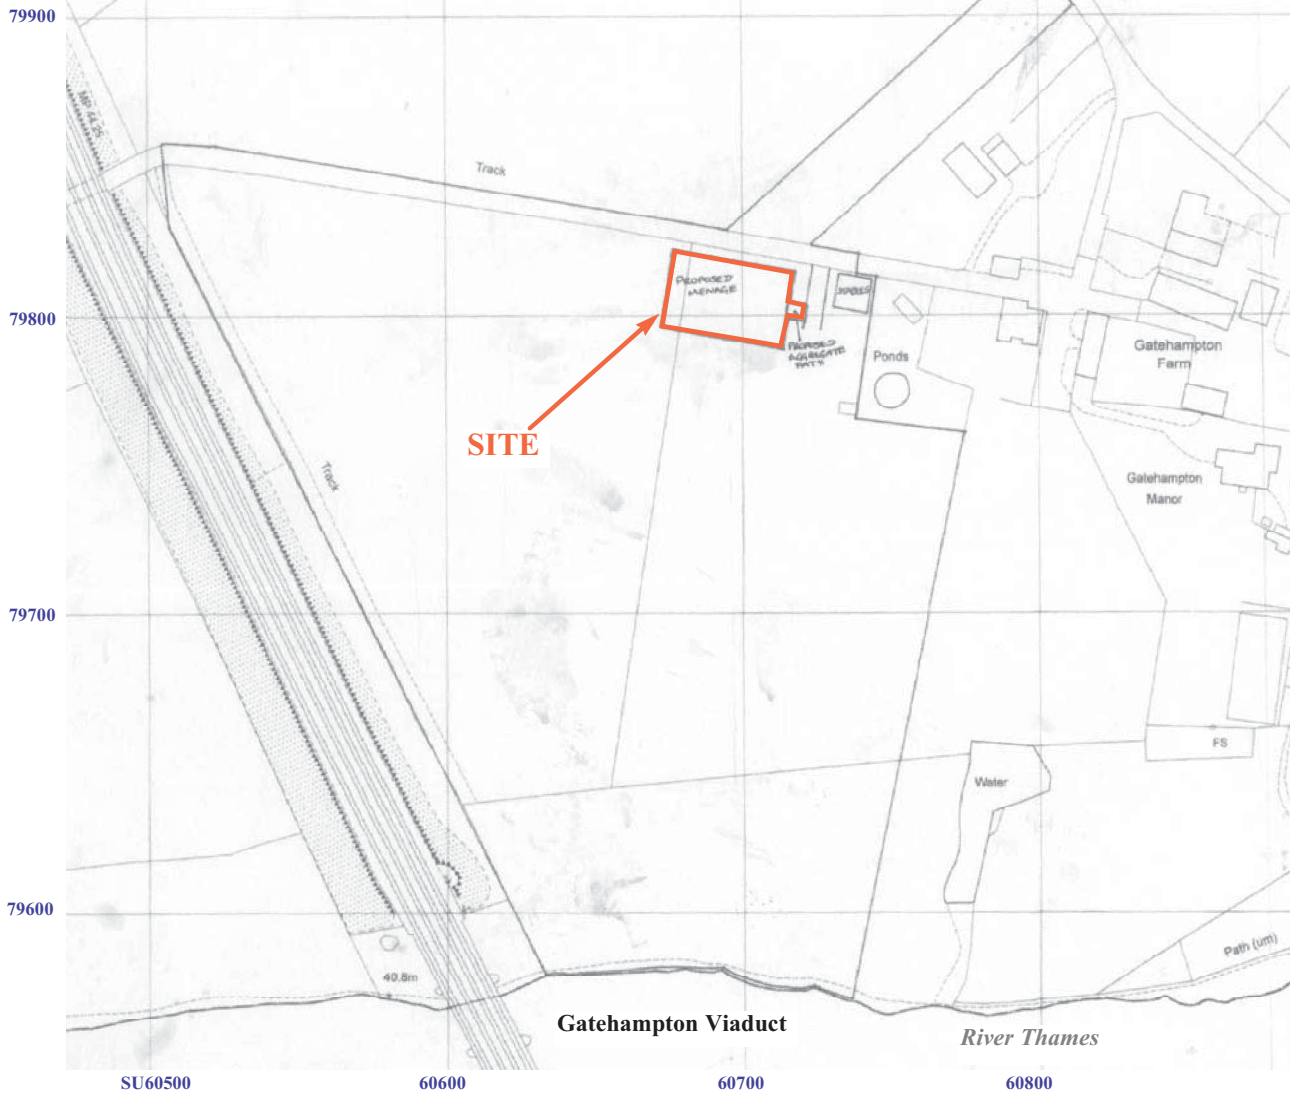 79900
MP 44.25
Track
PROPOSED
MENAGE
STABLES
79800
PROPOSED
AGGREGATE
PATH
Ponds
Gatehampton
Farm
SITE
Track
Gatehampton
Manor
79700
FS
Water
79600
Path (um)
40.8m
Gatehampton Viaduct
River Thames
SU60500
60600
60700
60800